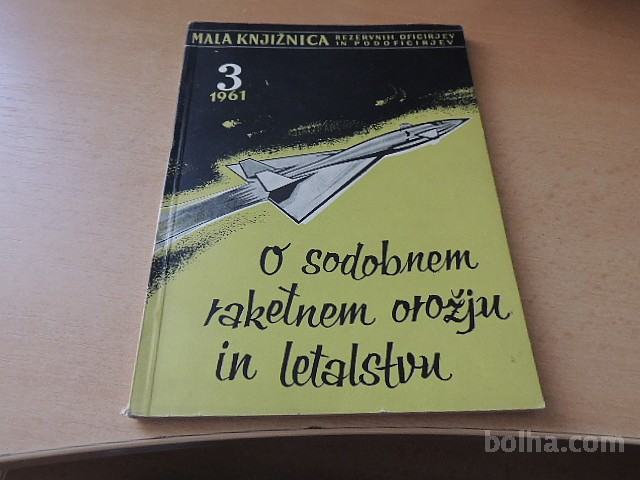 MALA KNJIŽNICA REZERVNIH OFICIRJEV
IN PODOFICIRJEV
3
1961
O sodobnem
raketnem orožju
in letalstvu
bolha.com